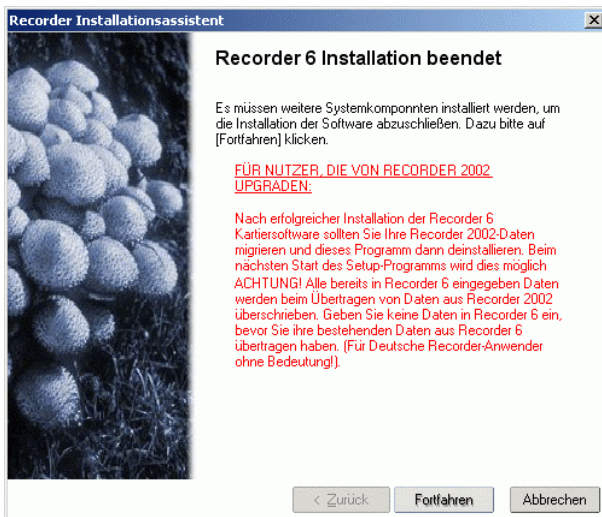 Recorder Installationsassistent
Recorder 6 Installation beendet
Es müssen weitere Systemkomponnten installiert werden, um
die Installation der Software abzuschließen. Dazu bitte auf
[Fortfahren] klicken.
FÜR NUTZER, DIE VON RECORDER 2002
UPGRADEN:
Nach erfolgreicher Installation der Recorder 6
Kartiersoftware sollten Sie Ihre Recorder 2002-Daten
migrieren und dieses Programm dann deinstallieren. Beim
nächsten Start des Setup-Programms wird dies möglich
ACHTUNG! Alle bereits in Recorder 6 eingegeben Daten
werden beim Übertragen von Daten aus Recorder 2002
überschrieben. Geben Sie keine Daten in Recorder 6 ein,
bevor Sie ihre bestehenden Daten aus Recorder 6
übertragen haben. (Für Deutsche Recorder-Anwender
ohne Bedeutung!).
< Zurück
Fortfahren
Abbrechen